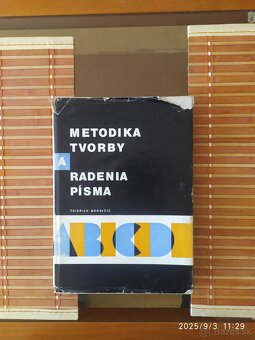 METODIKA
TVORBY
A
RADENIA
PÍSMA
FRIDRICH MORAVČÍK
ABCD
2025/9/3 11:29